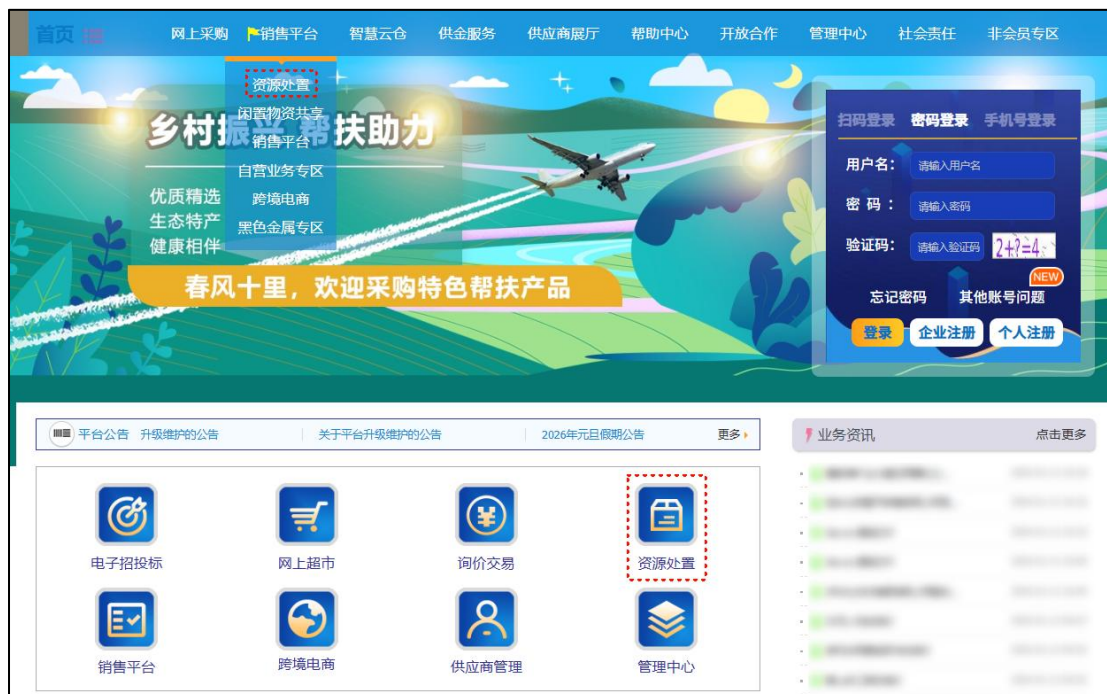 首页
网上采购 销售平台 智慧云仓 供金服务 供应商展厅 帮助中心 开放合作 管理中心 社会责任 非会员专区
资源处置
闲置物资共享
销售平台
自营业务专区
跨境电商
黑色金属专区
乡村振兴 帮扶助力
优质精选
生态特产
健康相伴
春风十里，欢迎采购特色帮扶产品
扫码登录 密码登录 手机号登录
用户名： 请输入用户名
密 码 ： 请输入密码
验证码： 请输入验证码 2+?=4
NEW
忘记密码 其他账号问题
登录 企业注册 个人注册
平台公告 升级维护的公告 关于平台升级维护的公告 2026年元旦假期公告 更多
业务资讯 点击更多
电子招投标 网上超市 询价交易 资源处置
销售平台 跨境电商 供应商管理 管理中心